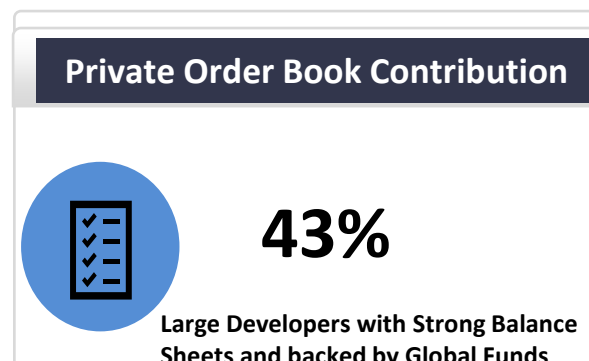 Private Order Book Contribution
43%
Large Developers with Strong Balance
Sheets and backed by Global Funds